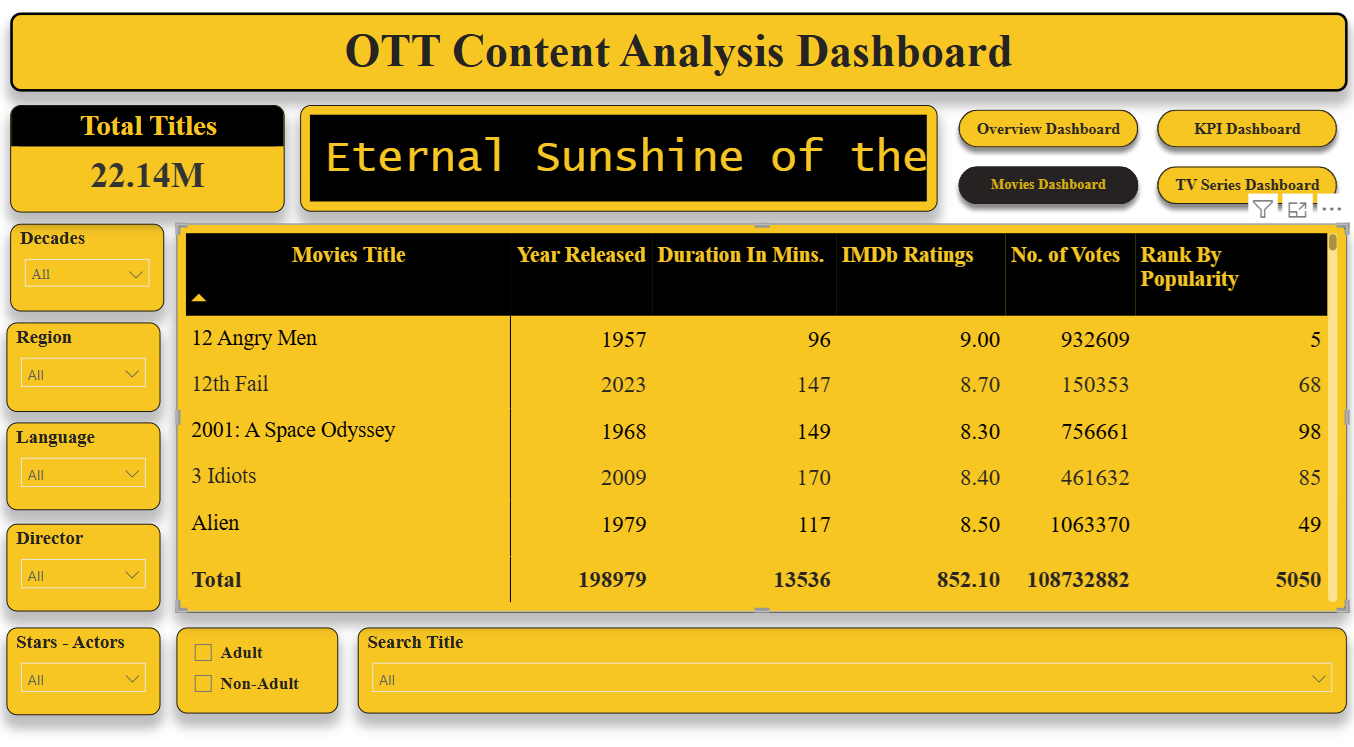 OTT Content Analysis Dashboard
Total Titles
22.14M
Eternal Sunshine of the
Overview Dashboard
KPI Dashboard
Movies Dashboard
TV Series Dashboard
Decades
All
Region
All
Language
All
Director
All
Stars - Actors
All
Movies Title Year Released Duration In Mins. IMDb Ratings No. of Votes Rank By Popularity
12 Angry Men 1957 96 9.00 932609 5
12th Fail 2023 147 8.70 150353 68
2001: A Space Odyssey 1968 149 8.30 756661 98
3 Idiots 2009 170 8.40 461632 85
Alien 1979 117 8.50 1063370 49
Total 198979 13536 852.10 108732882 5050
Adult
Non-Adult
Search Title
All